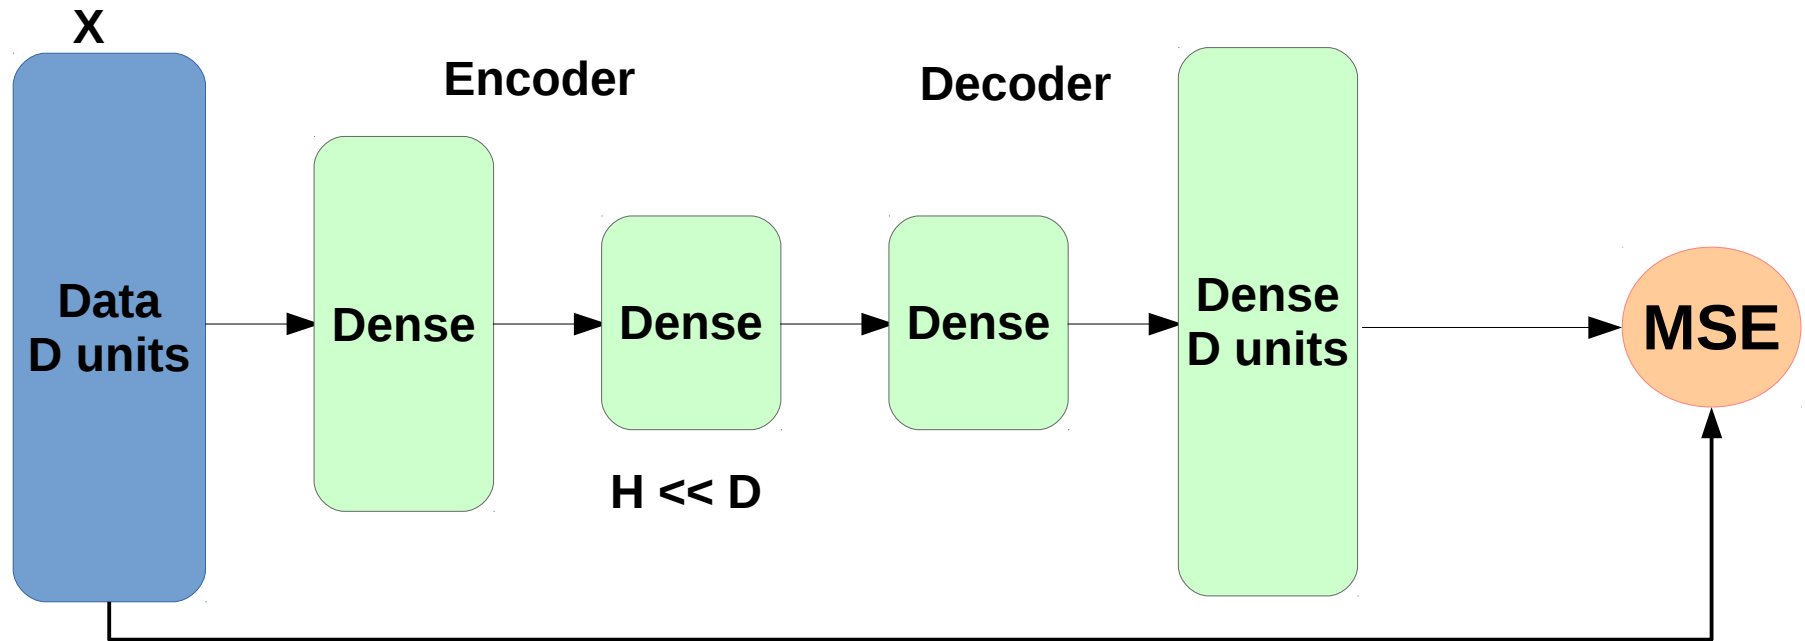 X
Encoder
Decoder
Data
D units
Dense
Dense
Dense
Dense
D units
MSE
H << D